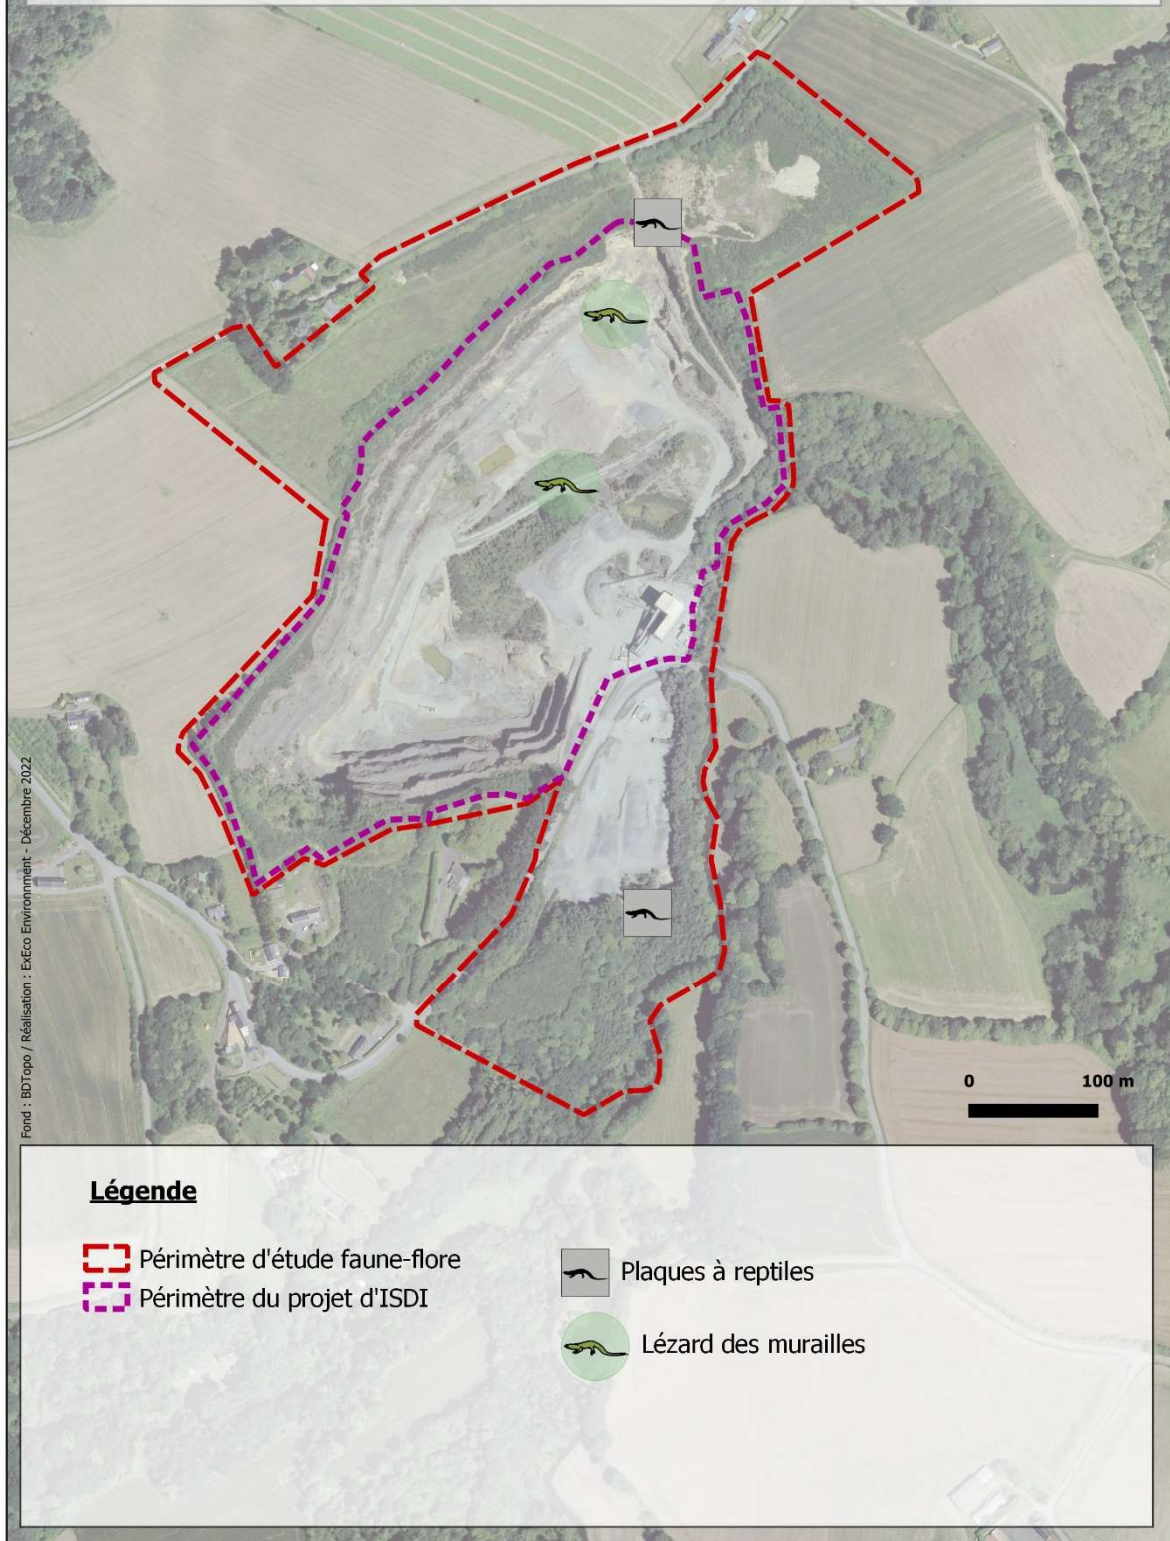 Fond : BDTopo / Réalisation : ExEco Environnment - Décembre 2022
0 100 m
Légende
Périmètre d'étude faune-flore
Périmètre du projet d'ISDI
Plaques à reptiles
Lézard des murailles